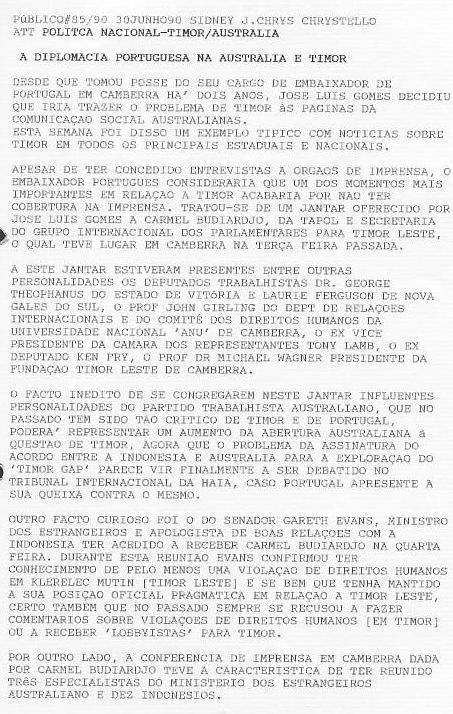 PúBLICO#85/90 30JUNHO90 SIDNEY J.CHRYS CHRYSTELLO
ATT POLITCA NACIONAL-TIMOR/AUSTRALIA
A DIPLOMACIA PORTUGUESA NA AUSTRALIA E TIMOR
DESDE QUE TOMOU POSSE DO SEU CARGO DE EMBAIXADOR DE
PORTUGAL EM CAMBERRA HA' DOIS ANOS, JOSE LUIS GOMES DECIDIU
QUE IRIA TRAZER O PROBLEMA DE TIMOR àS PAGINAS DA
COMUNICAÇAO SOCIAL AUSTRALIANAS.
ESTA SEMANA FOI DISSO UM EXEMPLO TIPICO COM NOTICIAS SOBRE
TIMOR EM TODOS OS PRINCIPAIS ESTADUAIS E NACIONAIS.
APESAR DE TER CONCEDIDO ENTREVISTAS A ORGAOS DE IMPRENSA, O
EMBAIXADOR PORTUGUES CONSIDERARIA QUE UM DOS MOMENTOS MAIS
IMPORTANTES EM RELAÇAO A TIMOR ACABARIA POR NAO TER
COBERTURA NA IMPRENSA. TRATOU-SE DE UM JANTAR OFERECIDO POR
JOSE LUIS GOMES A CARMEL BUDIARDJO, DA TAPOL E SECRETARIA
DO GRUPO INTERNACIONAL DOS PARLAMENTARES PARA TIMOR LESTE,
O QUAL TEVE LUGAR EM CAMBERRA NA TERÇA FEIRA PASSADA.
A ESTE JANTAR ESTIVERAM PRESENTES ENTRE OUTRAS
PERSONALIDADES OS DEPUTADOS TRABALHISTAS DR. GEORGE
THEOPHANUS DO ESTADO DE VITóRIA E LAURIE FERGUSON DE NOVA
GALES DO SUL, O PROF JOHN GIRLING DO DEPT DE RELAÇOES
INTERNACIONAIS E DO COMITé DOS DIREITOS HUMANOS DA
UNIVERSIDADE NACIONAL 'ANU' DE CAMBERRA, O EX VICE
PRESIDENTE DA CAMARA DOS REPRESENTANTES TONY LAMB, O EX
DEPUTADO KEN FRY, O PROF DR MICHAEL WAGNER PRESIDENTE DA
FUNDAÇAO TIMOR LESTE DE CAMBERRA.
O FACTO INEDITO DE SE CONGREGAREM NESTE JANTAR INFLUENTES
PERSONALIDADES DO PARTIDO TRABALHISTA AUSTRALIANO, QUE NO
PASSADO TEM SIDO TAO CRITICO DE TIMOR E DE PORTUGAL,
PODERA' REPRESENTAR UM AUMENTO DA ABERTURA AUSTRALIANA à
QUESTAO DE TIMOR, AGORA QUE O PROBLEMA DA ASSINATURA DO
ACORDO ENTRE A INDONESIA E AUSTRALIA PARA A EXPLORAÇAO DO
'TIMOR GAP' PARECE VIR FINALMENTE A SER DEBATIDO NO
TRIBUNAL INTERNACIONAL DA HAIA, CASO PORTUGAL APRESENTE A
SUA QUEIXA CONTRA O MESMO.
OUTRO FACTO CURIOSO FOI O DO SENADOR GARETH EVANS, MINISTRO
DOS ESTRANGEIROS E APOLOGISTA DE BOAS RELAÇOES COM A
INDONESIA TER ACEDIDO A RECEBER CARMEL BUDIARDJO NA QUARTA
FEIRA. DURANTE ESTA REUNIAO EVANS CONFIRMOU TER
CONHECIMENTO DE PELO MENOS UMA VIOLAÇAO DE DIREITOS HUMANOS
EM KLERELEC MUTIN [TIMOR LESTE] E SE BEM QUE TENHA MANTIDO
A SUA POSIÇAO OFICIAL PRAGMATICA EM RELAÇAO A TIMOR LESTE,
CERTO TAMBEM QUE NO PASSADO SEMPRE SE RECUSOU A FAZER
COMENTARIOS SOBRE VIOLAÇOES DE DIREITOS HUMANOS [EM TIMOR]
OU A RECEBER 'LOBBYISTAS' PARA TIMOR.
POR OUTRO LADO, A CONFERENCIA DE IMPRENSA EM CAMBERRA DADA
POR CARMEL BUDIARDJO TEVE A CARACTERISTICA DE TER REUNIDO
TRêS ESPECIALISTAS DO MINISTERIO DOS ESTRANGEIROS
AUSTRALIANO E DEZ INDONESIOS.